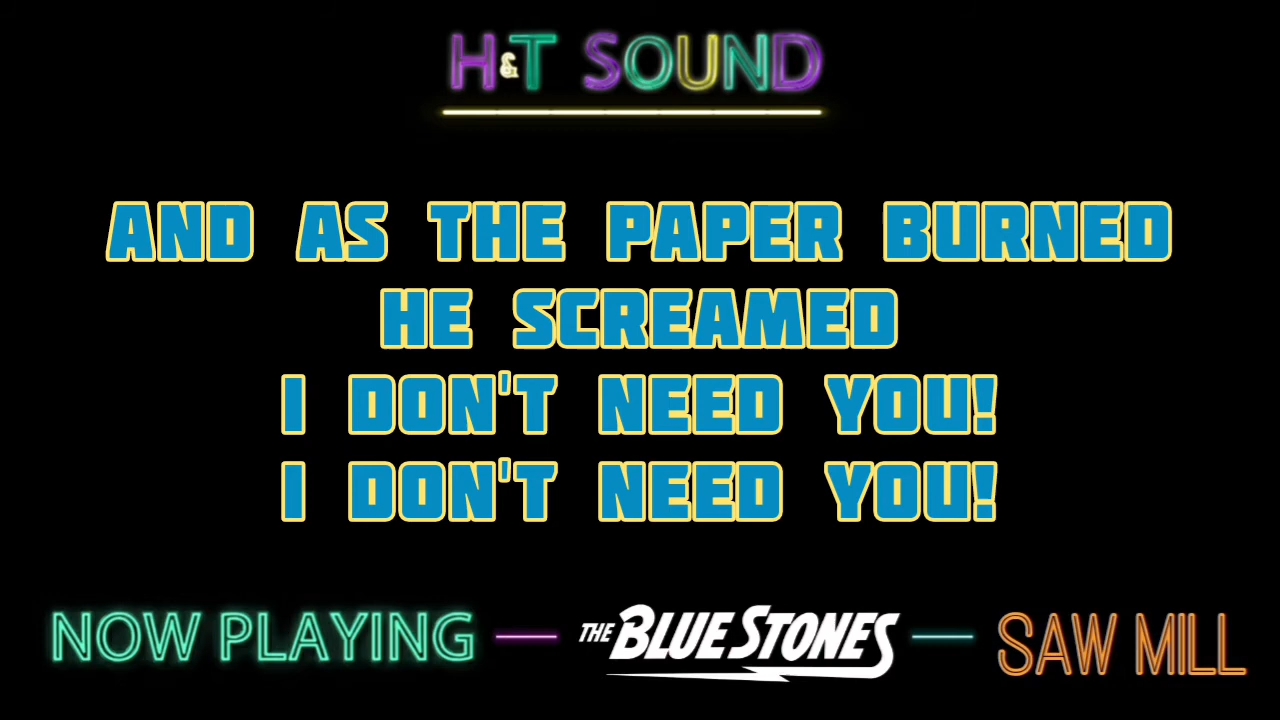 H&T SOUND
AND AS THE PAPER BURNED
HE SCREAMED
I DON'T NEED YOU!
I DON'T NEED YOU!
NOW PLAYING THE BLUE STONES SAW MILL